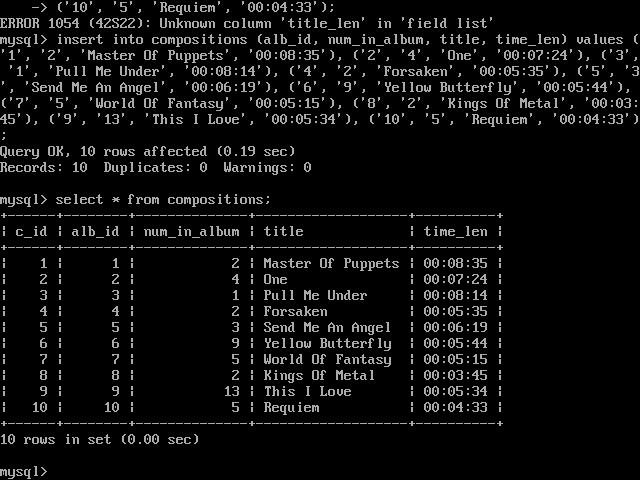 -> ('10', '5', 'Requiem', '00:04:33');
ERROR 1054 (42S22): Unknown column 'title_len' in 'field list'
mysql> insert into compositions (alb_id, num_in_album, title, time_len) values (
'1', '2', 'Master Of Puppets', '00:08:35'), ('2', '4', 'One', '00:07:24'), ('3',
 '1', 'Pull Me Under', '00:08:14'), ('4', '2', 'Forsaken', '00:05:35'), ('5', '3
', 'Send Me An Angel', '00:06:19'), ('6', '9', 'Yellow Butterfly', '00:05:44'),
('7', '5', 'World Of Fantasy', '00:05:15'), ('8', '2', 'Kings Of Metal', '00:03:
45'), ('9', '13', 'This I Love', '00:05:34'), ('10', '5', 'Requiem', '00:04:33')
;
Query OK, 10 rows affected (0.19 sec)
Records: 10  Duplicates: 0  Warnings: 0
mysql> select * from compositions;
+------+--------+--------------+-------------------+----------+
| c_id | alb_id | num_in_album | title             | time_len |
+------+--------+--------------+-------------------+----------+
|    1 |      1 |            2 | Master Of Puppets | 00:08:35 |
|    2 |      2 |            4 | One               | 00:07:24 |
|    3 |      3 |            1 | Pull Me Under     | 00:08:14 |
|    4 |      4 |            2 | Forsaken          | 00:05:35 |
|    5 |      5 |            3 | Send Me An Angel  | 00:06:19 |
|    6 |      6 |            9 | Yellow Butterfly  | 00:05:44 |
|    7 |      7 |            5 | World Of Fantasy  | 00:05:15 |
|    8 |      8 |            2 | Kings Of Metal    | 00:03:45 |
|    9 |      9 |           13 | This I Love       | 00:05:34 |
|   10 |     10 |            5 | Requiem           | 00:04:33 |
+------+--------+--------------+-------------------+----------+
10 rows in set (0.00 sec)
mysql>